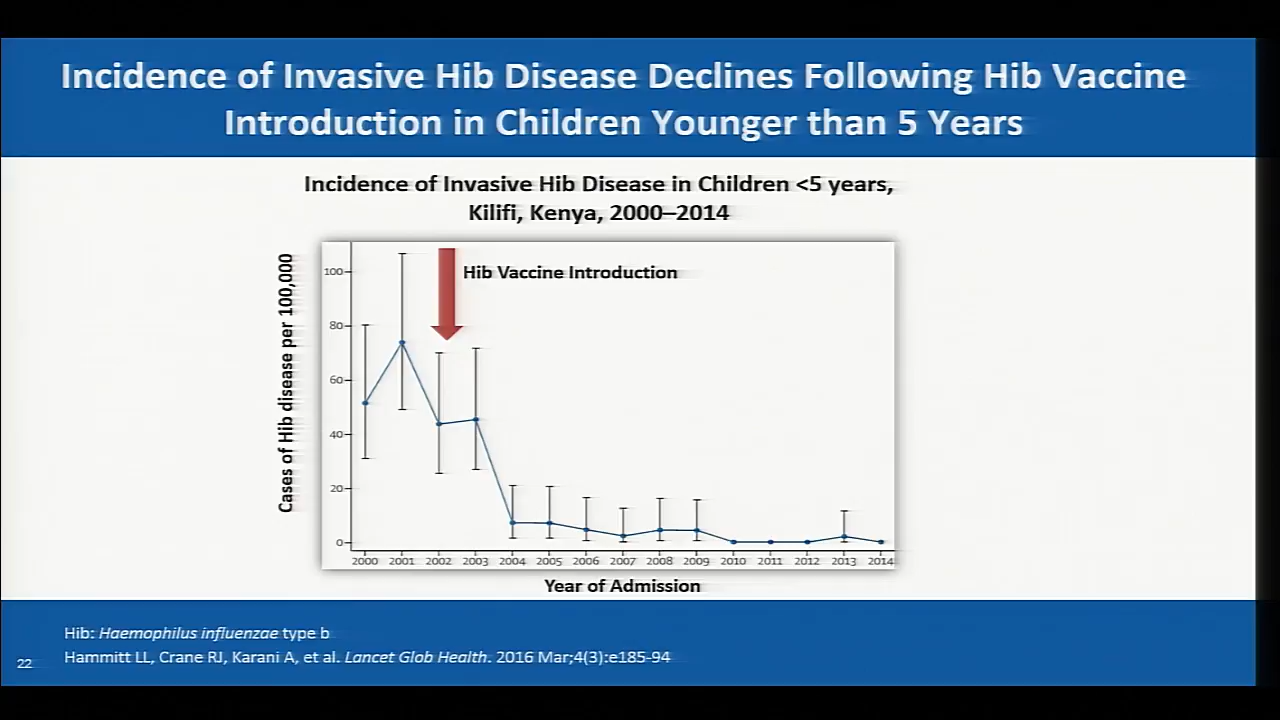 Incidence of Invasive Hib Disease Declines Following Hib Vaccine
Introduction in Children Younger than 5 Years
Incidence of Invasive Hib Disease in Children <5 years,
Kilifi, Kenya, 2000–2014
Cases of Hib disease per 100,000
Hib Vaccine Introduction
100
80
60
40
20
0
2000 2001 2002 2003 2004 2005 2006 2007 2008 2009 2010 2011 2012 2013 2014
Year of Admission
Hib: Haemophilus influenzae type b
Hammitt LL, Crane RJ, Karani A, et al. Lancet Glob Health. 2016 Mar;4(3):e185-94
22